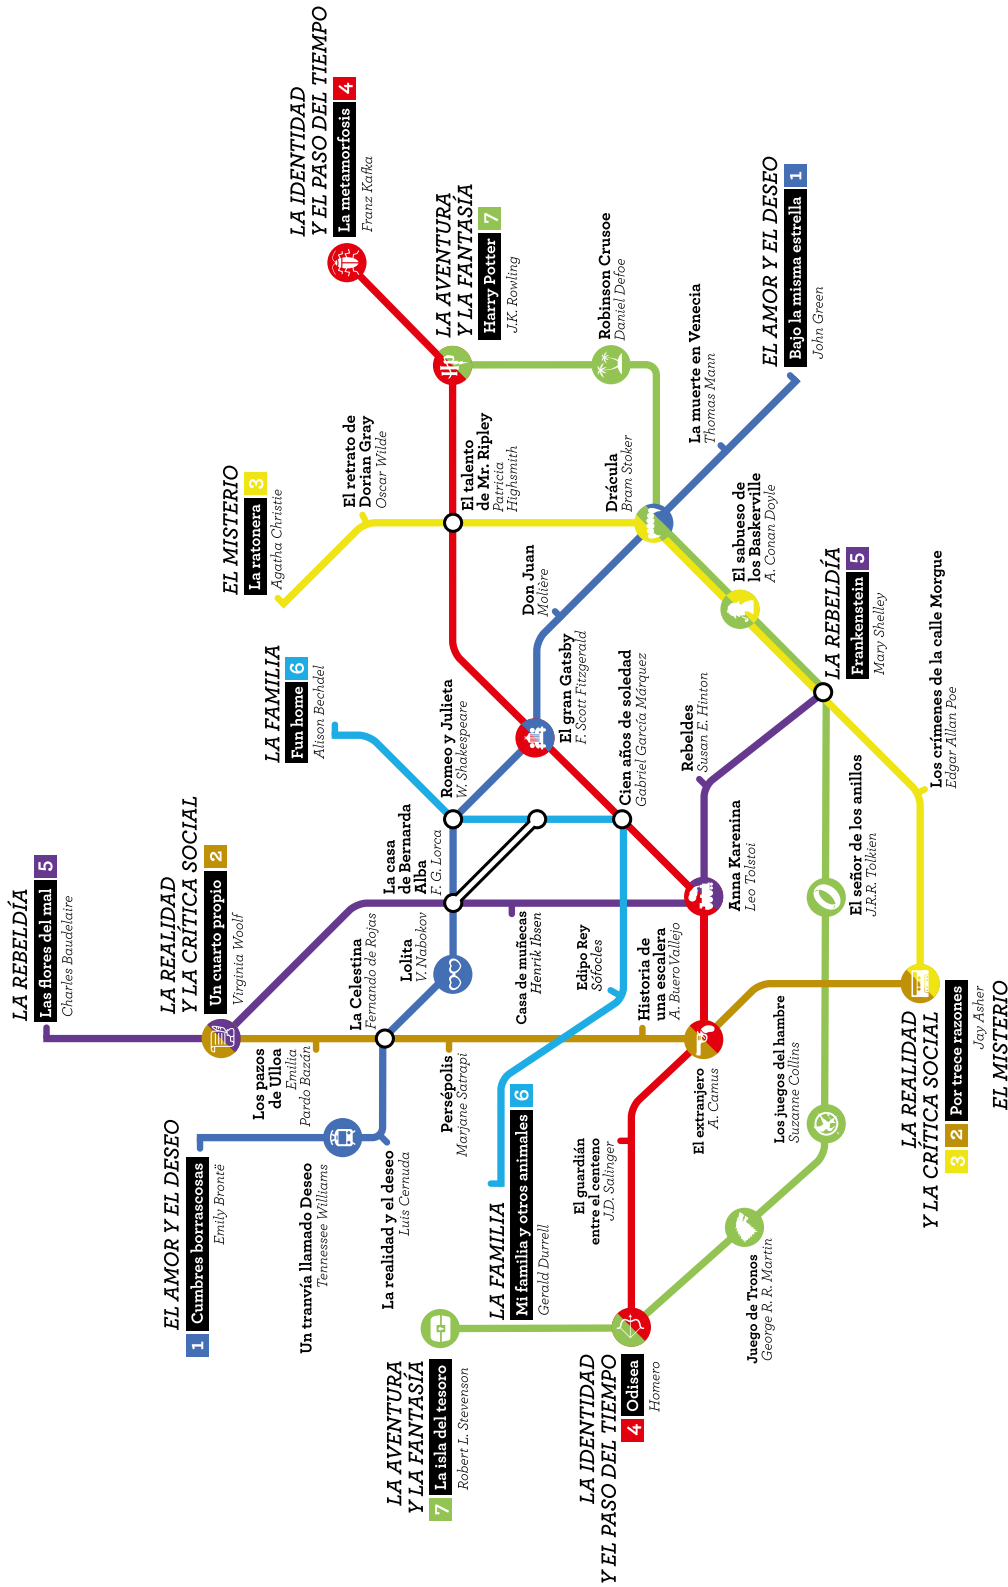 LA REBELDÍA
Las flores del mal 5
Charles Baudelaire
EL AMOR Y EL DESEO
1 Cumbres borrascosas
Emily Brontë
LA REALIDAD
Y LA CRÍTICA SOCIAL
Un cuarto propio 2
Virginia Woolf
EL MISTERIO
La ratonera 3
Agatha Christie
LA FAMILIA
Fun home 6
Alison Bechdel
LA IDENTIDAD
Y EL PASO DEL TIEMPO
La metamorfosis 4
Franz Kafka
Los pazos
de Ulloa
Emilia
Pardo Bazán
Un tranvía llamado Deseo
Tennessee Williams
La Celestina
Fernando de Rojas
El retrato de
Dorian Gray
Oscar Wilde
La realidad y el deseo
Luis Cernuda
LA AVENTURA
Y LA FANTASÍA
7 La isla del tesoro
Robert L. Stevenson
Lolita
V. Nabokov
La casa
de Bernarda
Alba
F. G. Lorca
Romeo y Julieta
W. Shakespeare
LA AVENTURA
Y LA FANTASÍA
Harry Potter 7
J.K. Rowling
Persépolis
Marjane Satrapi
El talento
de Mr. Ripley
Patricia
Highsmith
LA FAMILIA
Mi familia y otros animales 6
Gerald Durrell
Casa de muñecas
Henrik Ibsen
Don Juan
Molière
El gran Gatsby
F. Scott Fitzgerald
Edipo Rey
Sófocles
El guardián
entre el centeno
J.D. Salinger
Drácula
Bram Stoker
Robinson Crusoe
Daniel Defoe
LA IDENTIDAD
Y EL PASO DEL TIEMPO
4 Odisea
Homero
Historia de
una escalera
A. Buero Vallejo
Cien años de soledad
Gabriel García Márquez
El extranjero
A. Camus
Rebeldes
Susan E. Hinton
La muerte en Venecia
Thomas Mann
Anna Karenina
Leo Tolstoi
El sabueso de
los Baskerville
A. Conan Doyle
EL AMOR Y EL DESEO
Bajo la misma estrella 1
John Green
Juego de Tronos
George R. R. Martin
Los juegos del hambre
Suzanne Collins
El señor de los anillos
J.R.R. Tolkien
LA REBELDÍA
Frankenstein 5
Mary Shelley
Los crímenes de la calle Morgue
Edgar Allan Poe
LA REALIDAD
Y LA CRÍTICA SOCIAL
3 2 Por trece razones
Jay Asher
EL MISTERIO